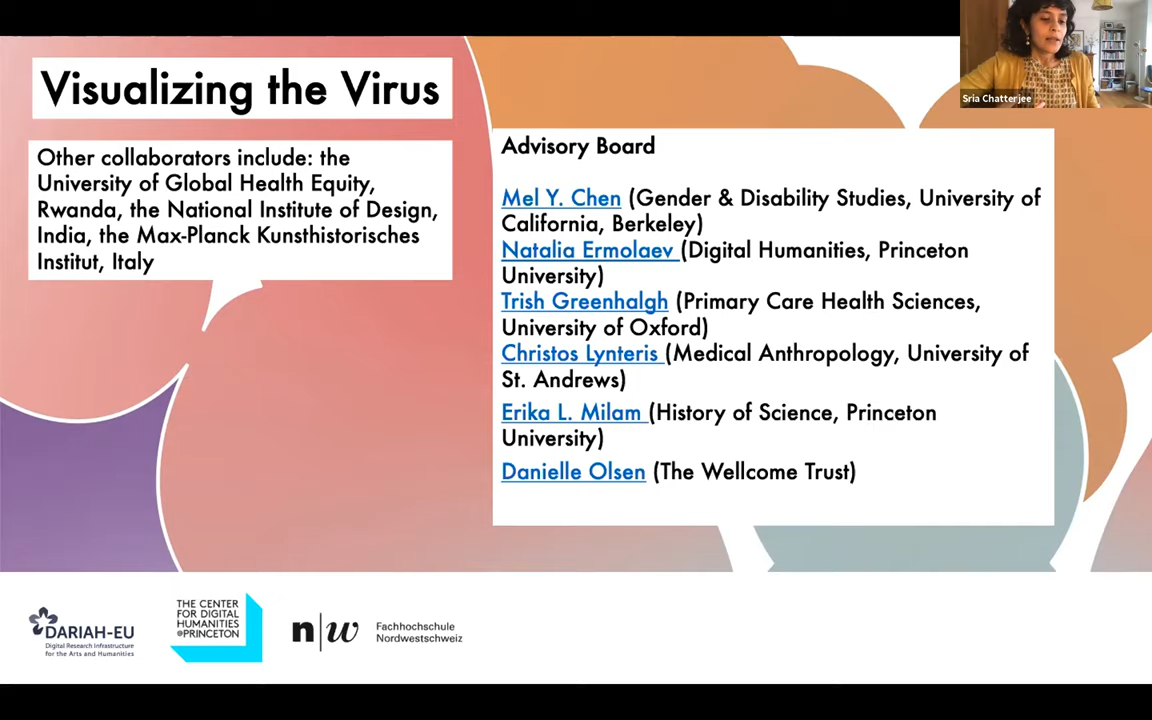 Visualizing the Virus
Other collaborators include: the
University of Global Health Equity,
Rwanda, the National Institute of Design,
India, the Max-Planck Kunsthistorisches
Institut, Italy
Advisory Board
Mel Y. Chen (Gender & Disability Studies, University of
California, Berkeley)
Natalia Ermolaev (Digital Humanities, Princeton
University)
Trish Greenhalgh (Primary Care Health Sciences,
University of Oxford)
Christos Lynteris (Medical Anthropology, University of
St. Andrews)
Erika L. Milam (History of Science, Princeton
University)
Danielle Olsen (The Wellcome Trust)
Sria Chatterjee
DARIAH-EU
Digital Research Infrastructure
for the Arts and Humanities
THE CENTER
FOR DIGITAL
HUMANITIES
@PRINCETON
n|w
Fachhochschule
Nordwestschweiz